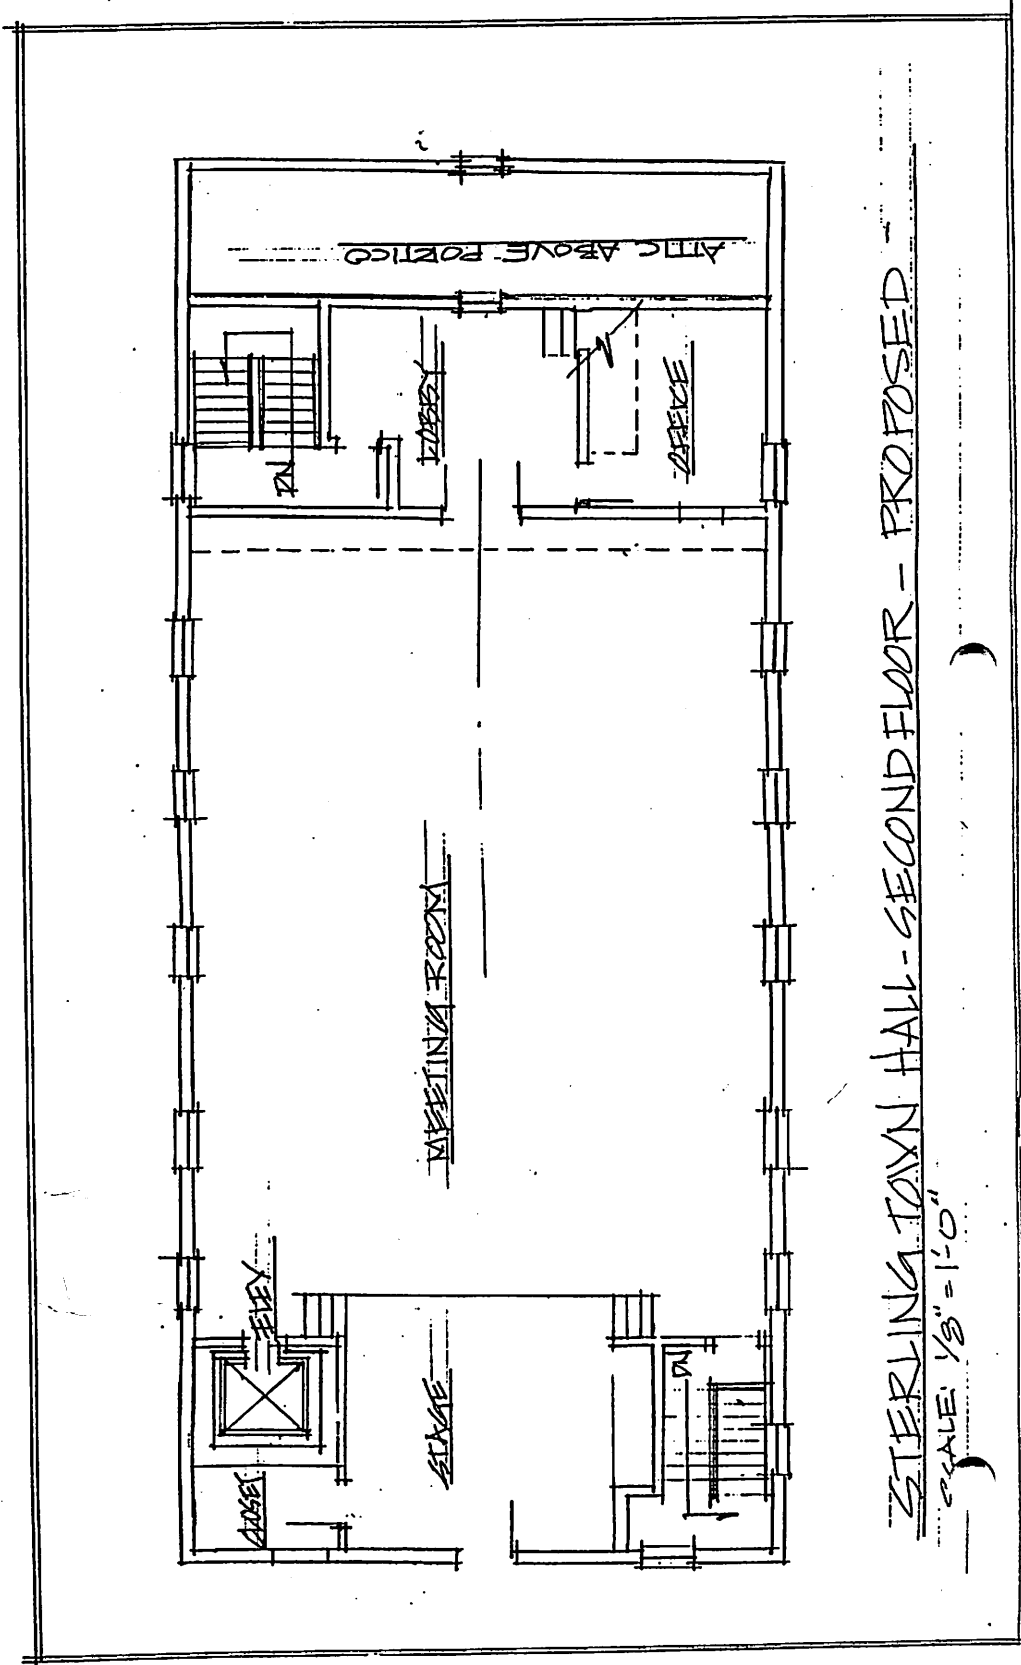 ATTIC ABOVE PORTICO
LOBBY
OFFICE
DN
MEETING ROOM
ELEV
STAGE
DN
CLOSET
STERLING TOWN HALL - SECOND FLOOR - PROPOSED -
SCALE: 1/8" = 1'-0"